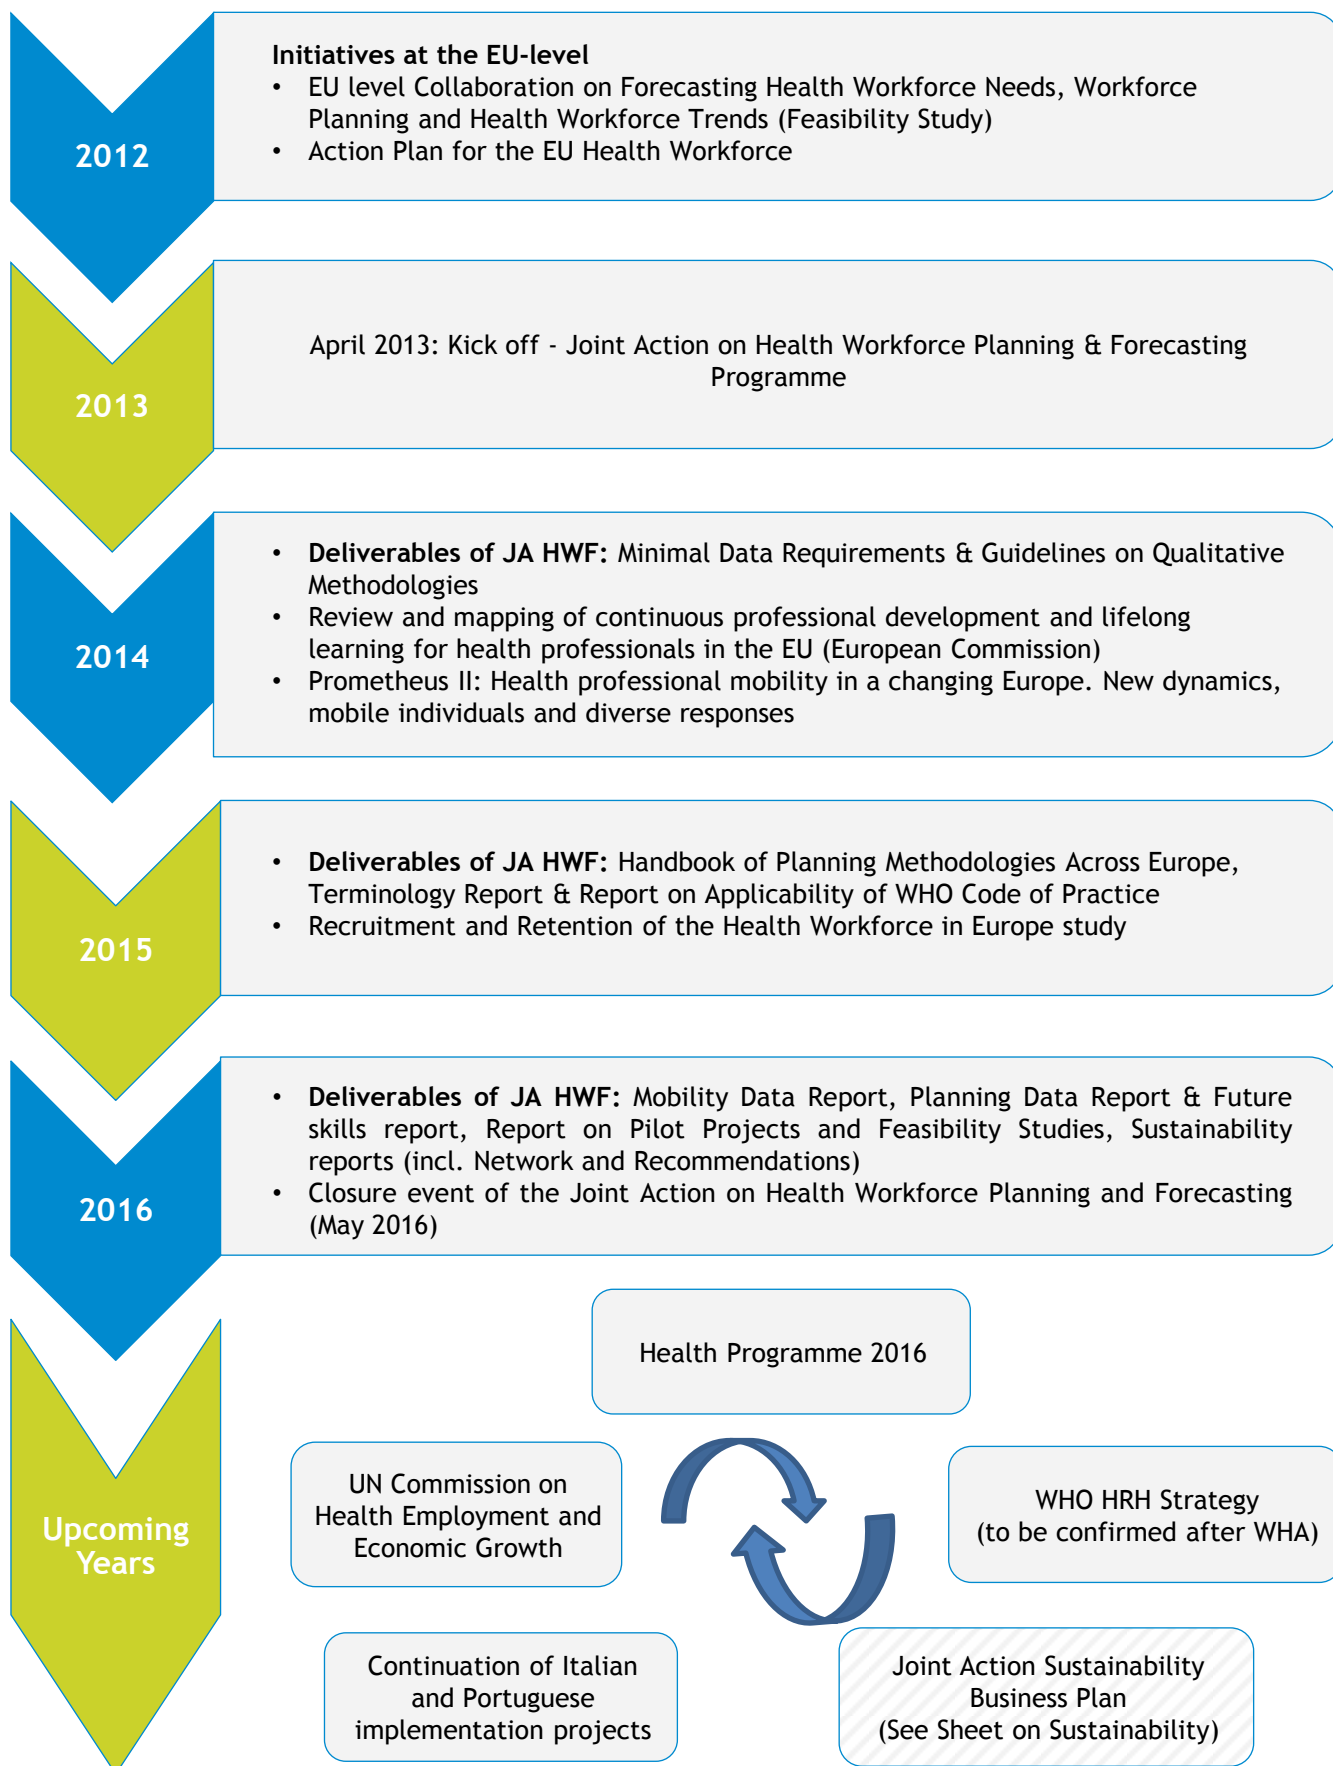 Initiatives at the EU-level
• EU level Collaboration on Forecasting Health Workforce Needs, Workforce
Planning and Health Workforce Trends (Feasibility Study)
• Action Plan for the EU Health Workforce
2012
April 2013: Kick off - Joint Action on Health Workforce Planning & Forecasting
Programme
2013
• Deliverables of JA HWF: Minimal Data Requirements & Guidelines on Qualitative
Methodologies
• Review and mapping of continuous professional development and lifelong
learning for health professionals in the EU (European Commission)
• Prometheus II: Health professional mobility in a changing Europe. New dynamics,
mobile individuals and diverse responses
2014
• Deliverables of JA HWF: Handbook of Planning Methodologies Across Europe,
Terminology Report & Report on Applicability of WHO Code of Practice
• Recruitment and Retention of the Health Workforce in Europe study
2015
• Deliverables of JA HWF: Mobility Data Report, Planning Data Report & Future
skills report, Report on Pilot Projects and Feasibility Studies, Sustainability
reports (incl. Network and Recommendations)
• Closure event of the Joint Action on Health Workforce Planning and Forecasting
(May 2016)
2016
Health Programme 2016
UN Commission on
Health Employment and
Economic Growth
WHO HRH Strategy
(to be confirmed after WHA)
Upcoming
Years
Continuation of Italian
and Portuguese
implementation projects
Joint Action Sustainability
Business Plan
(See Sheet on Sustainability)